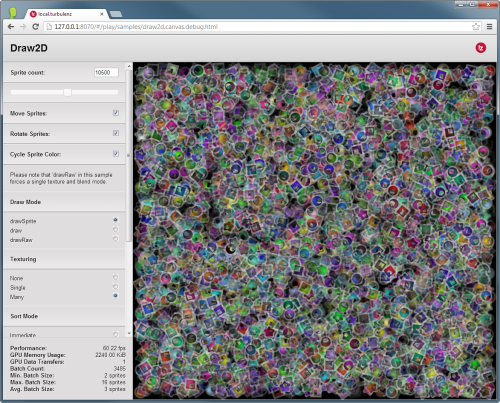 local.turbulenz
127.0.0.1:8070/#/play/samples/draw2d.canvas.debug.html
Draw2D
Sprite count: 10500
Move Sprites:
Rotate Sprites:
Cycle Sprite Color:
Please note that 'drawRaw' in this sample
forces a single texture and blend mode.
Draw Mode
drawSprite
draw
drawRaw
Texturing
None
Single
Many
Sort Mode
Immediate
Performance: 60.22 fps
GPU Memory Usage: 2248.00 KiB
GPU Data Transfers: 1
Batch Count: 3485
Min. Batch Size: 2 sprites
Max. Batch Size: 16 sprites
Avg. Batch Size: 3 sprites